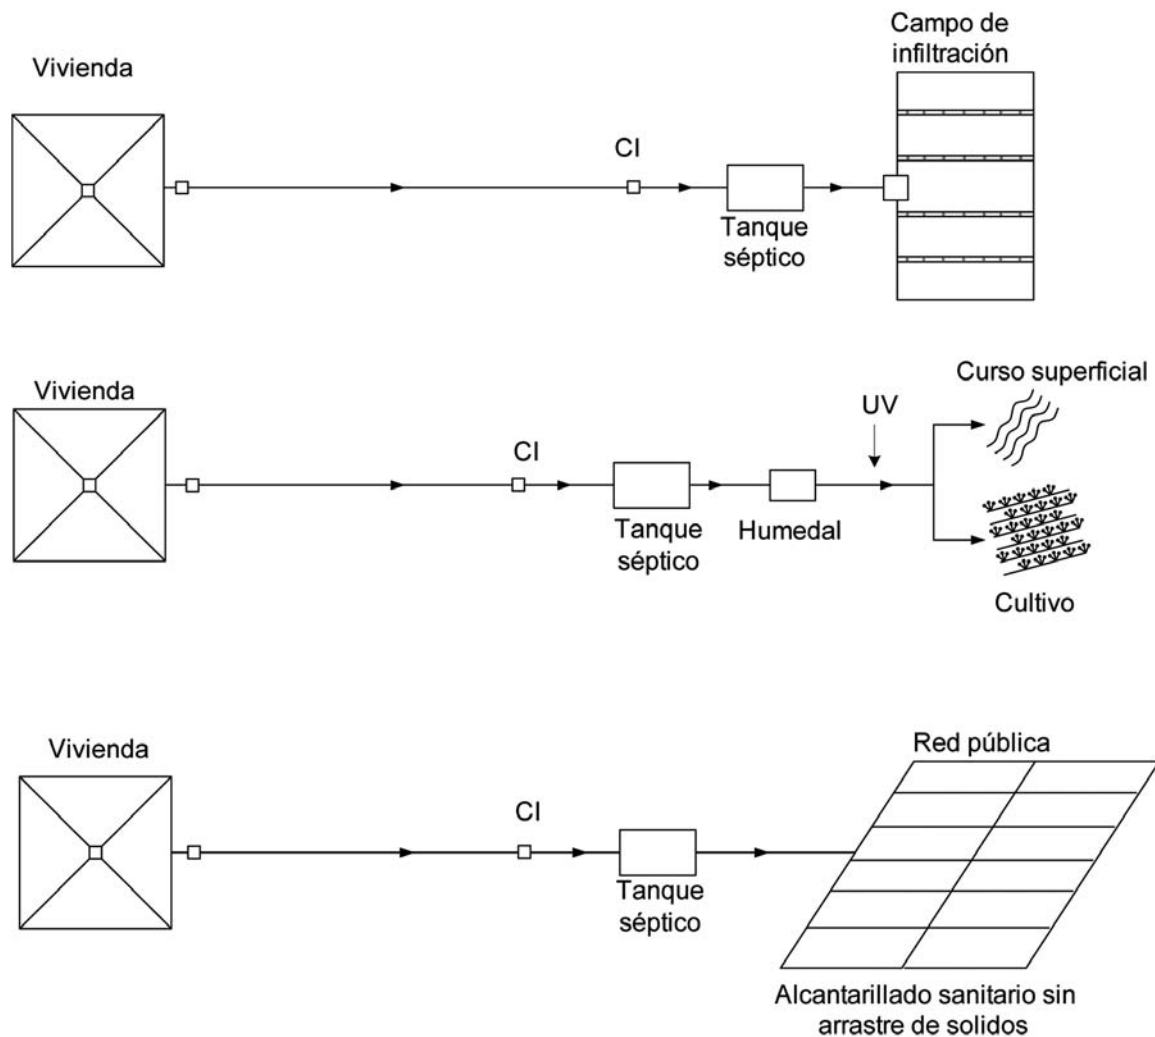 Vivienda
CI
Tanque
séptico
Campo de
infiltración
Vivienda
CI
Tanque
séptico
Humedal
UV
Curso superficial
Cultivo
Vivienda
CI
Tanque
séptico
Red pública
Alcantarillado sanitario sin
arrastre de solidos